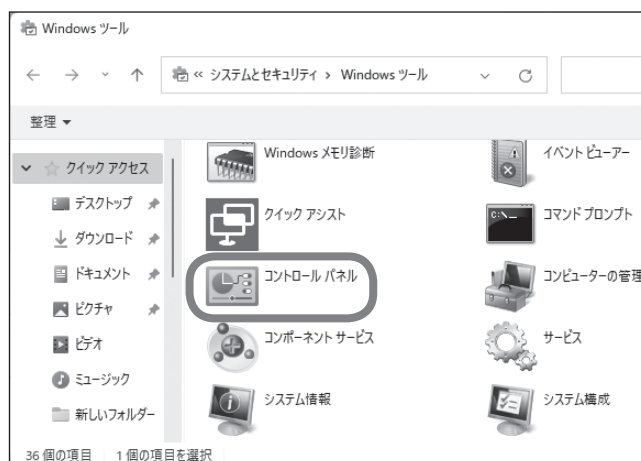 Windows ツール
« システムとセキュリティ › Windows ツール
整理 ▼
クイック アクセス
デスクトップ
ダウンロード
ドキュメント
ピクチャ
ビデオ
ミュージック
新しいフォルダー
Windows メモリ診断
イベント ビューアー
クイック アシスト
コマンド プロンプト
C:\
コントロール パネル
コンピューターの管理
コンポーネント サービス
サービス
システム情報
システム構成
36 個の項目
1 個の項目を選択